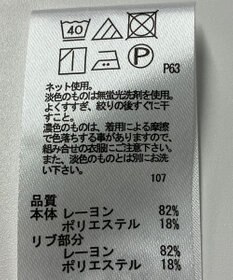 40
P P63
ネット使用。
淡色のものは無蛍光洗剤を使用。
よくすすぎ、絞りの後すぐに干
すこと。
濃色のものは、着用による摩擦
で色落ちする事がありますので、
組み合せの衣服にご注意下さい。
また、淡色のものとは別にお洗
い下さい。
107
品質
本体 レーヨン 82%
ポリエステル 18%
リブ部分
レーヨン 82%
ポリエステル 18%